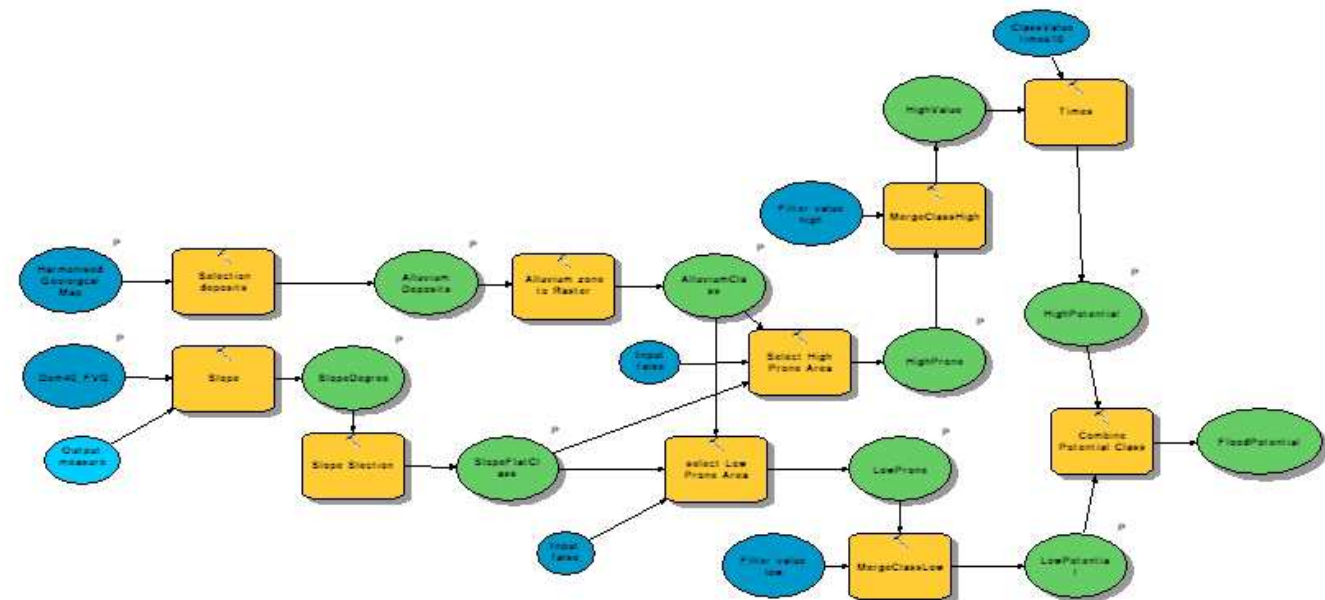 ClassValue
times10
HighValue
Times
Filter value
high
MergeClassHigh
P
Harmonised
Geological
Map
Selection
deposits
P
Alluvium
Deposits
Alluvium zone
to Raster
P
AlluviumCla
ss
P
HighPotential
P
Dem40_FVG
Slope
P
SlopeDegree
Input
false
Select High
Prone Area
P
HighProne
Output
measure
Slope Slection
P
SlopeFlatCl
ass
select Low
Prone Area
P
LowProne
Combine
Potential Class
FloodPotential
Input
false
Filter value
low
MergeClassLow
P
LowPotentia
l